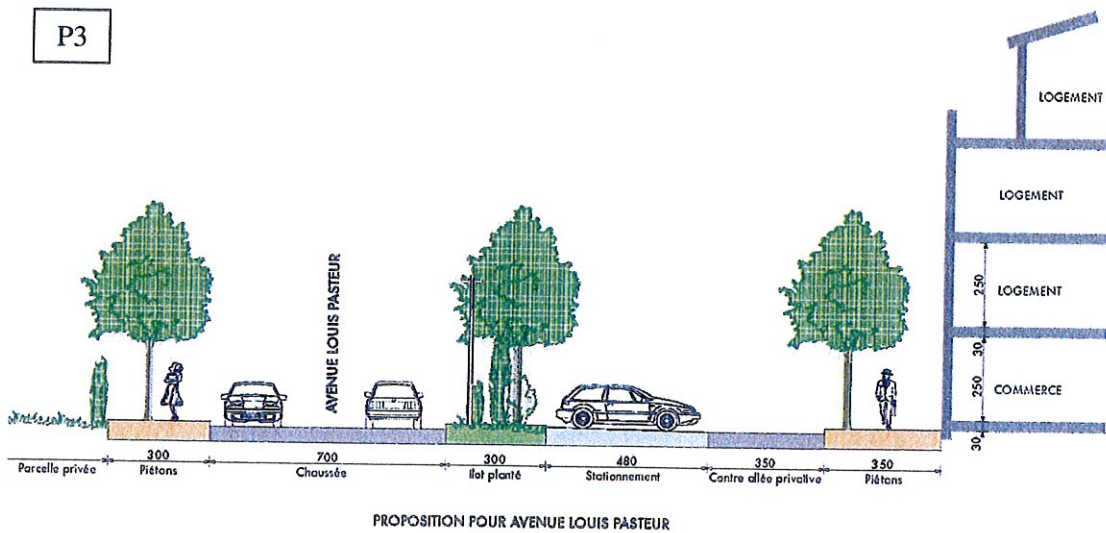 P3
LOGEMENT
LOGEMENT
AVENUE LOUIS PASTEUR
250
LOGEMENT
30
250
COMMERCE
30
300 700 300 480 350 350
Parcelle privée Piétons Chaussée Ilot planté Stationnement Contre allée privative Piétons
PROPOSITION POUR AVENUE LOUIS PASTEUR